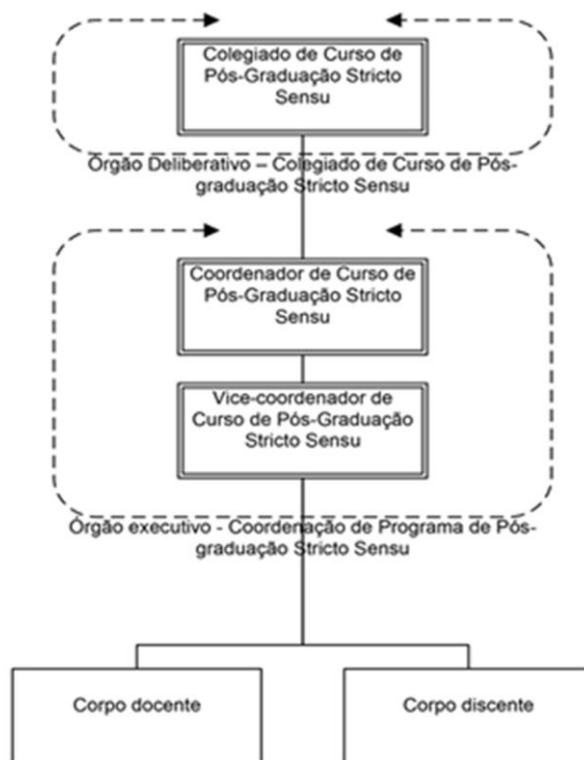 Colegiado de Curso de
Pós-Graduação Stricto
Sensu
Órgão Deliberativo – Colegiado de Curso de Pós-
graduação Stricto Sensu
Coordenador de Curso de
Pós-Graduação Stricto
Sensu
Vice-coordenador de
Curso de Pós-Graduação
Stricto Sensu
Órgão executivo - Coordenação de Programa de Pós-
graduação Stricto Sensu
Corpo docente
Corpo discente